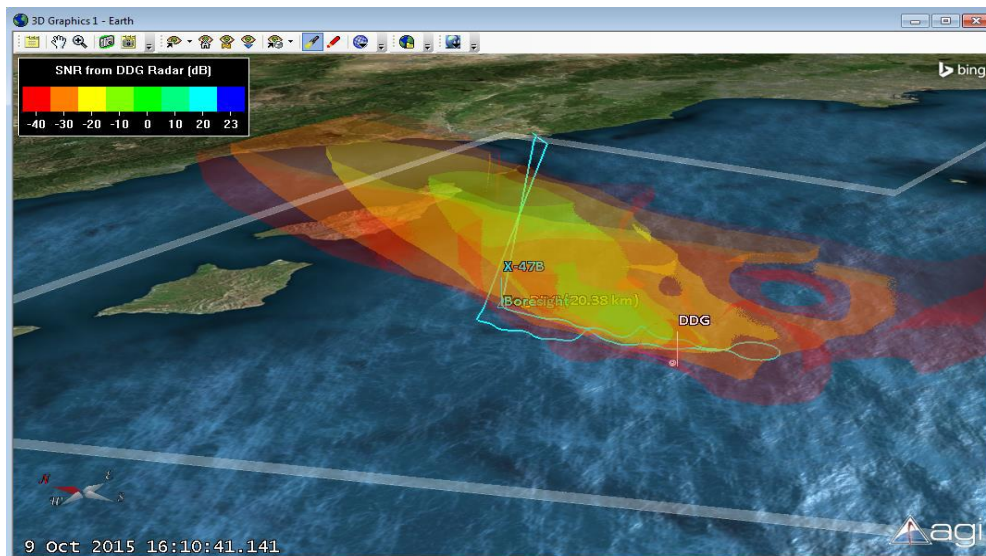 3D Graphics 1 - Earth
SNR from DDG Radar (dB)
-40 -30 -20 -10 0 10 20 23
bing
X-47B
Boresight(20.38 km)
DDG
N
W
S
9 Oct 2015 16:10:41.141
agi